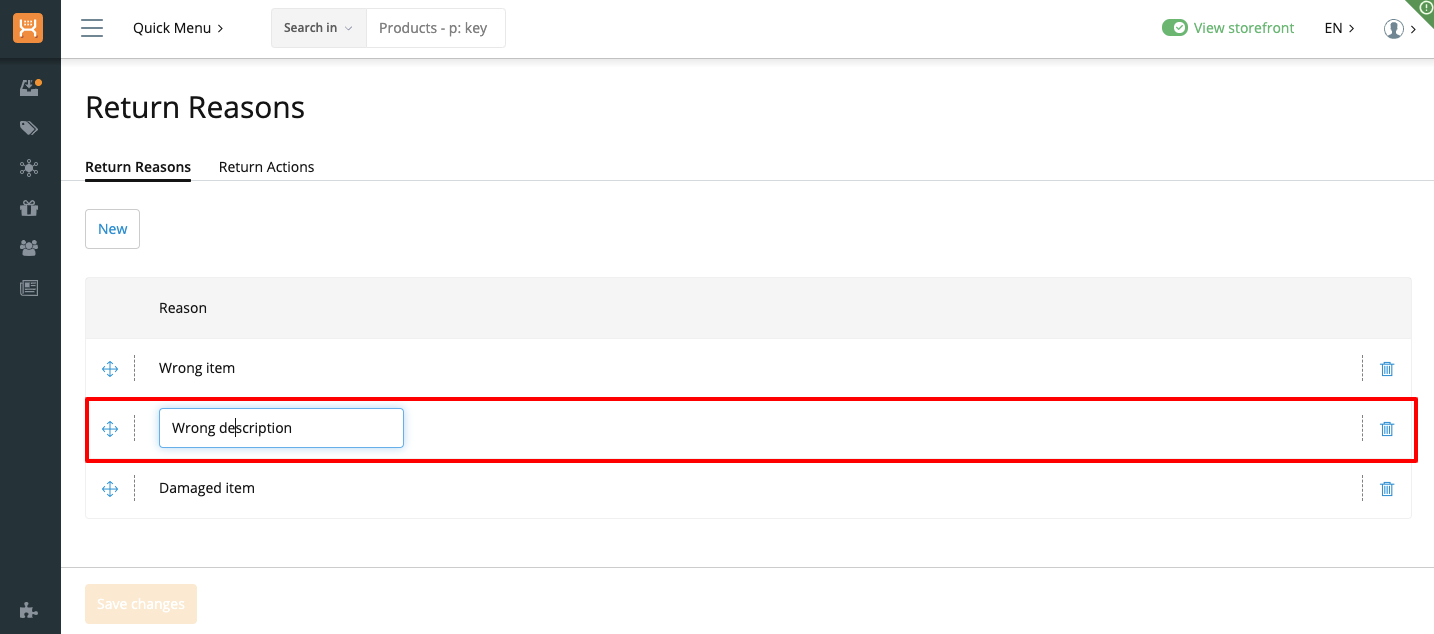 Quick Menu
Search in
Products - p: key
View storefront
EN
Return Reasons
Return Reasons
Return Actions
New
Reason
Wrong item
Wrong description
Damaged item
Save changes